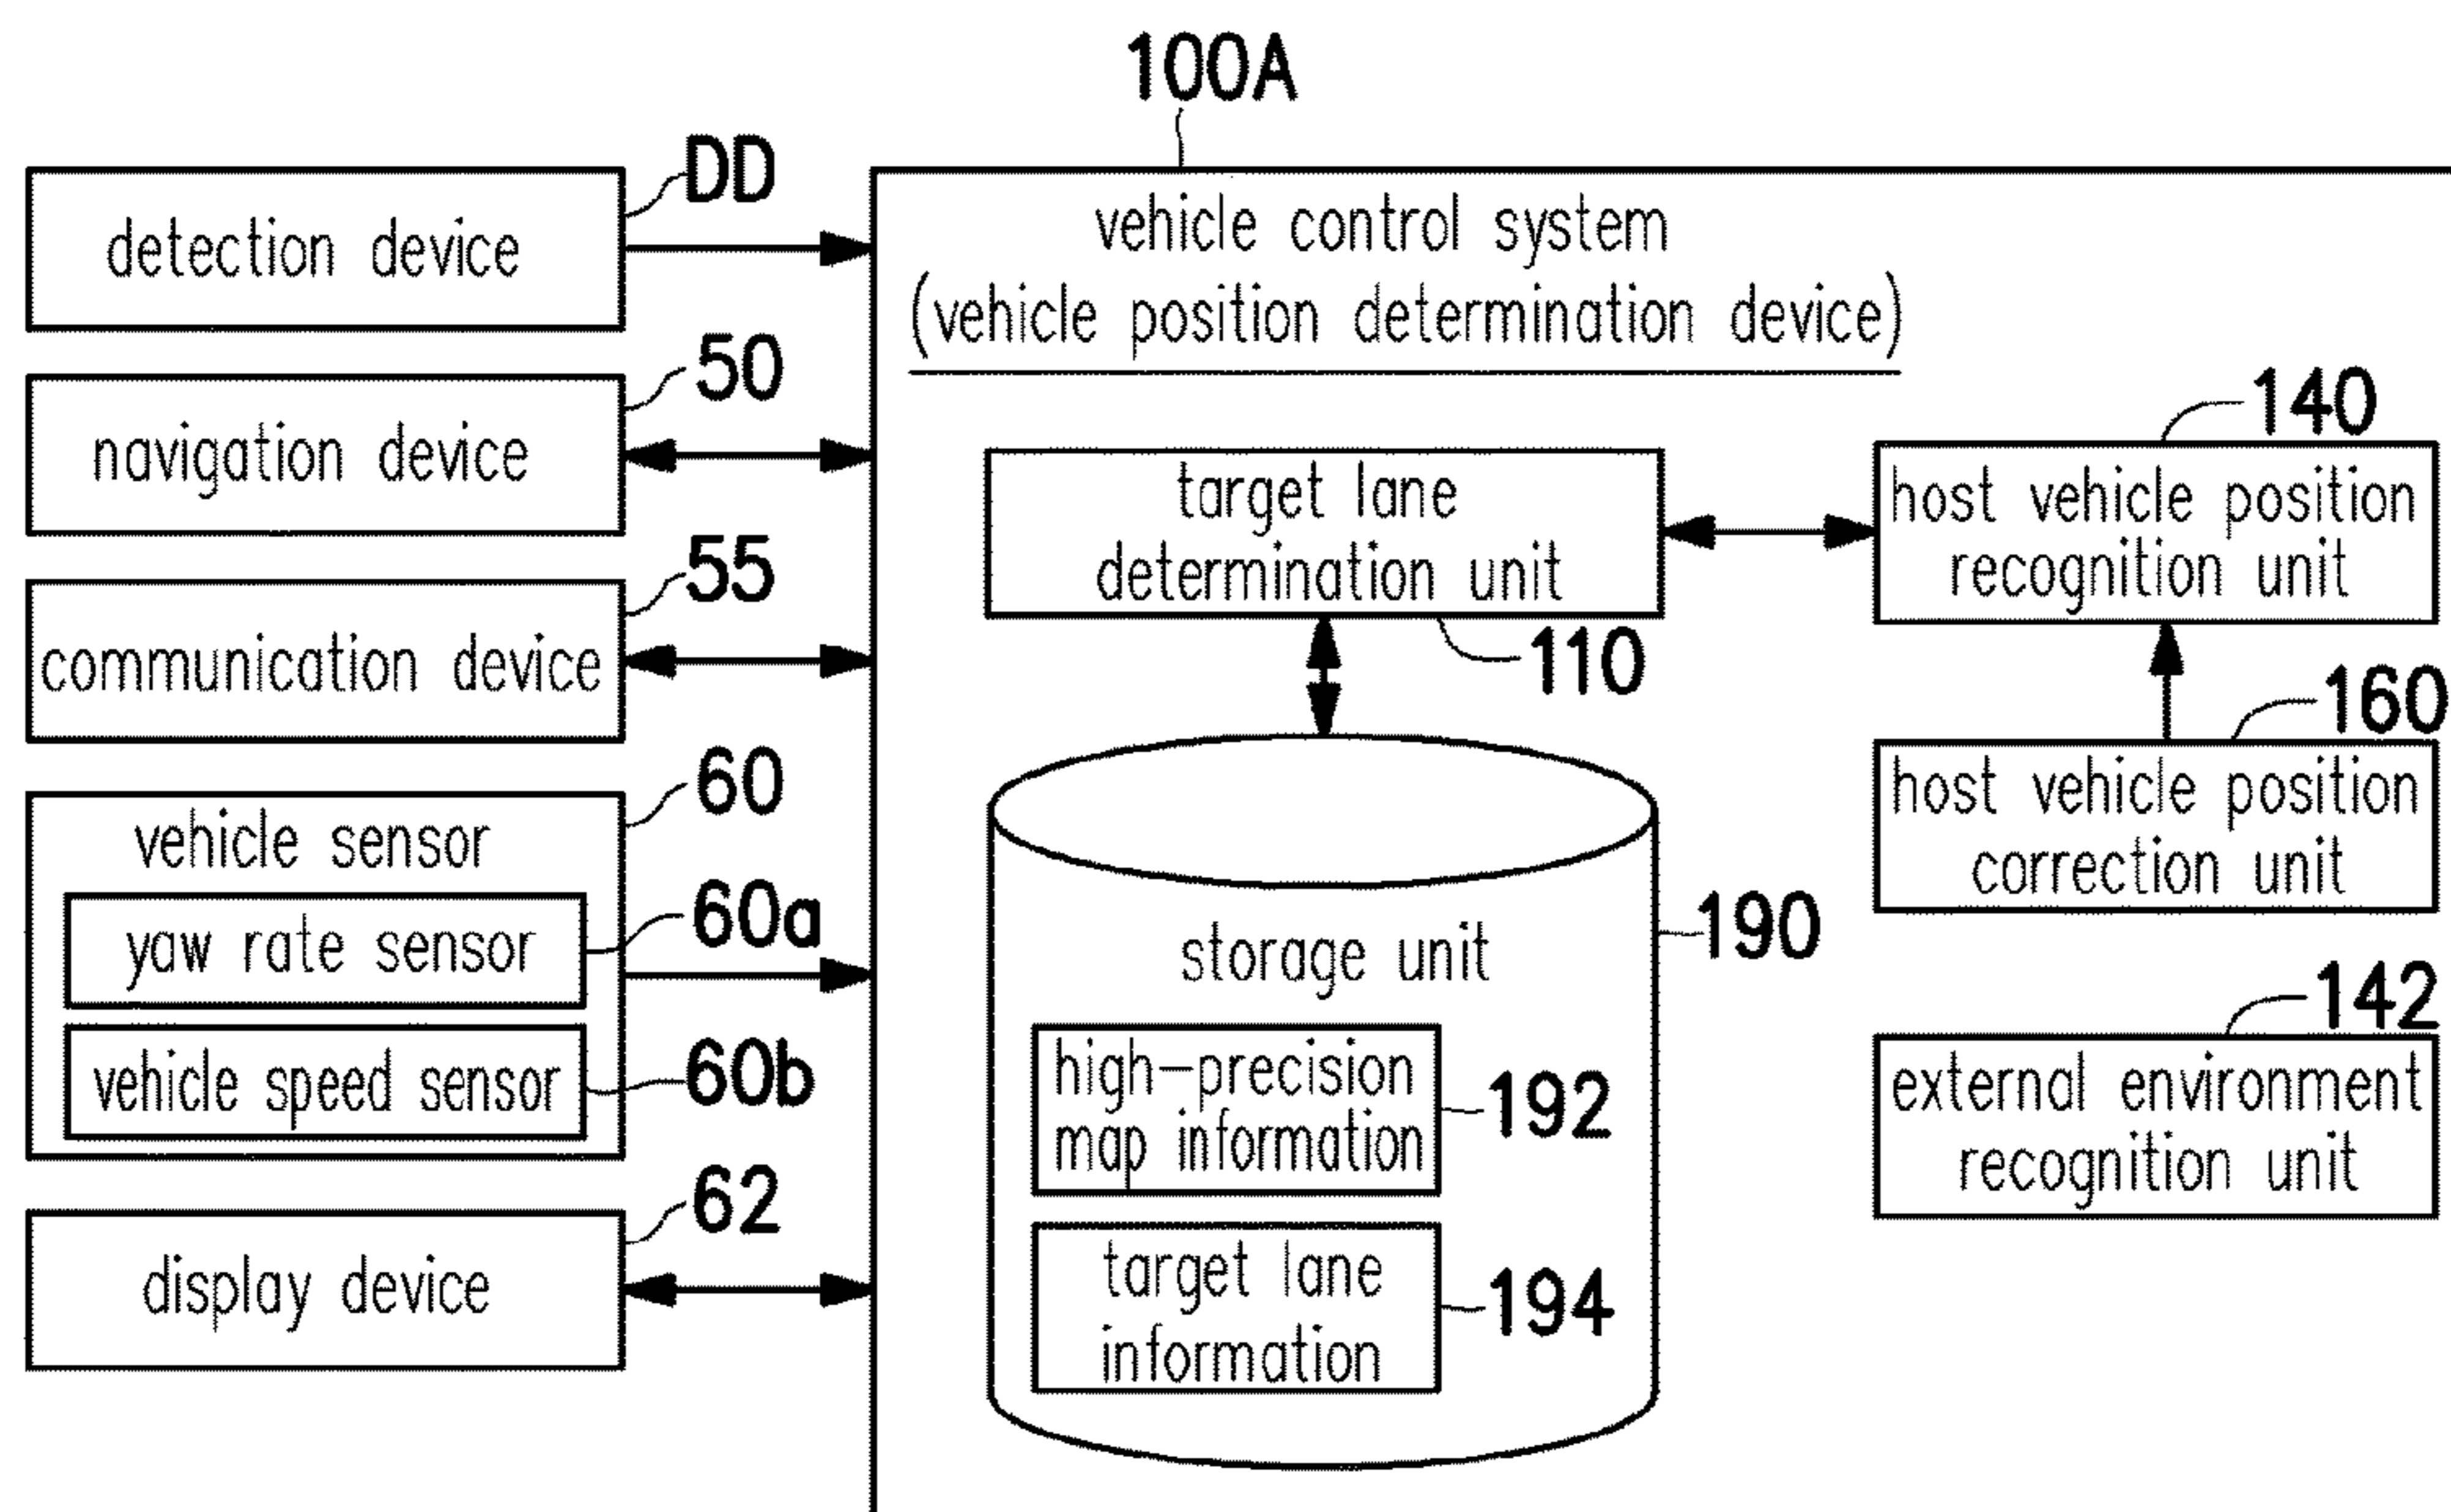 100A
DD
detection device
50
navigation device
55
communication device
60
vehicle sensor
60a
yaw rate sensor
60b
vehicle speed sensor
62
display device
vehicle control system
(vehicle position determination device)
target lane
determination unit
110
140
host vehicle position
recognition unit
160
host vehicle position
correction unit
190
storage unit
high-precision
map information
192
target lane
information
194
142
external environment
recognition unit